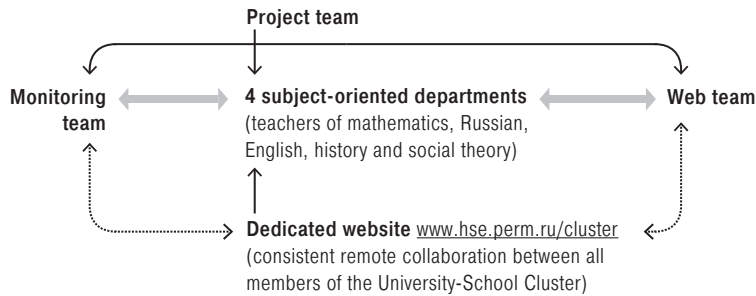 Project team
Monitoring
team
4 subject-oriented departments
(teachers of mathematics, Russian,
English, history and social theory)
Web team
Dedicated website www.hse.perm.ru/cluster
(consistent remote collaboration between all
members of the University-School Cluster)